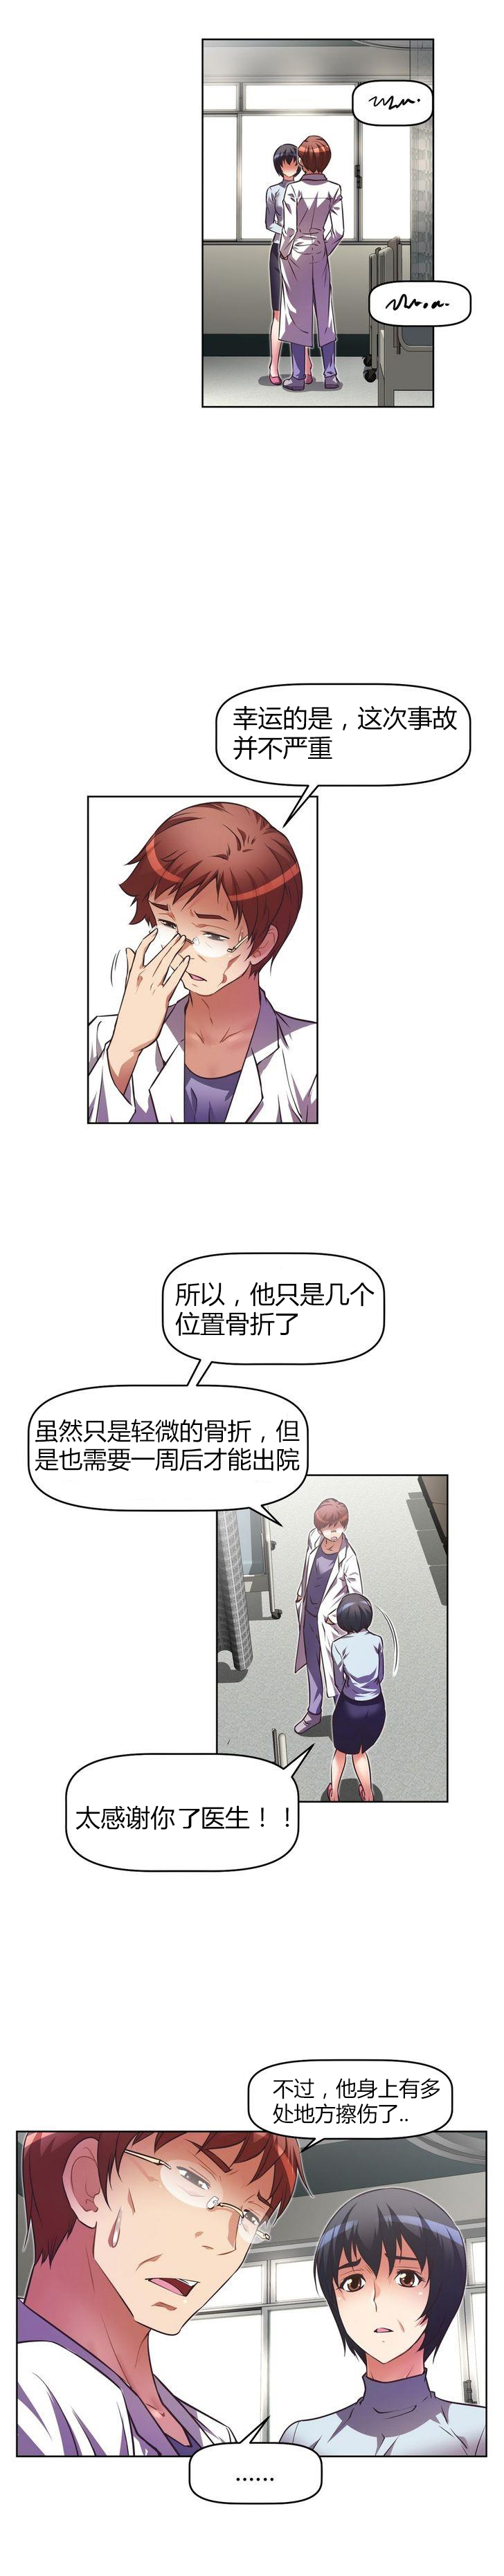 幸运的是，这次事故
并不严重
所以，他只是几个
位置骨折了
虽然只是轻微的骨折，但
是也需要一周后才能出院
太感谢你了医生！！
不过，他身上有多
处地方擦伤了..
......